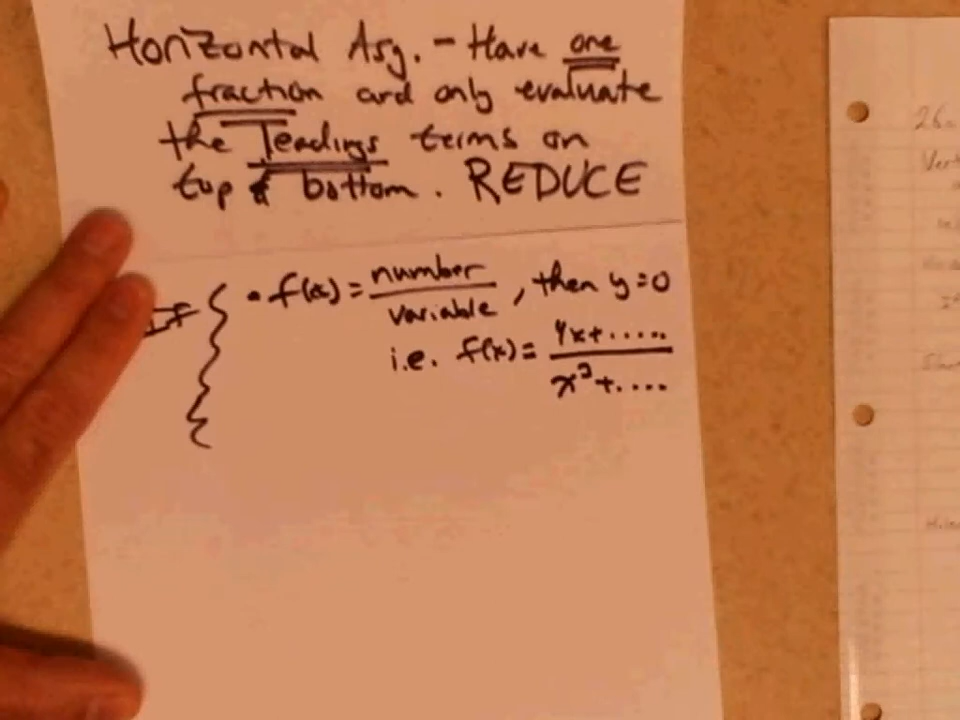 Horizontal Asy. - Have one
fraction and only evaluate
the Leadings terms on
top & bottom. REDUCE
IF { • f(x) = number / variable , then y=0
i.e. f(x) = 4x+..... / x²+....
26.